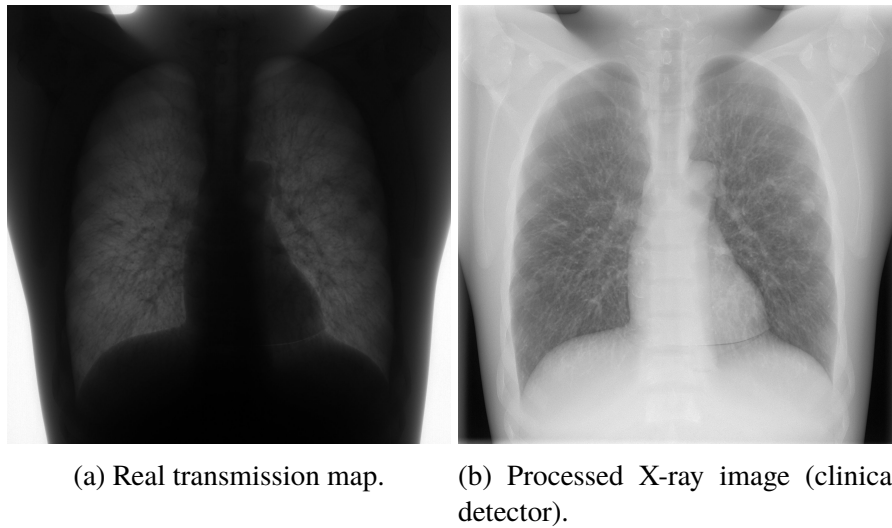 (a) Real transmission map.
(b) Processed X-ray image (clinica
detector).